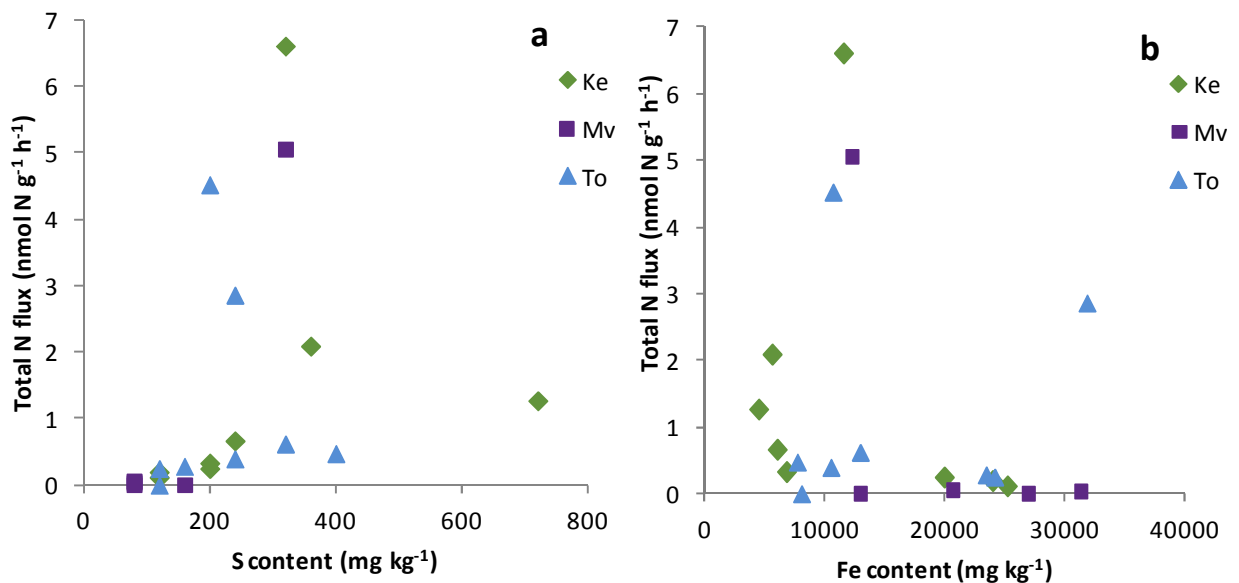 a
Total N flux (nmol N g⁻¹ h⁻¹)
7
6
5
4
3
2
1
0
0 200 400 600 800
S content (mg kg⁻¹)
Ke
Mv
To
b
Total N flux (nmol N g⁻¹ h⁻¹)
7
6
5
4
3
2
1
0
0 10000 20000 30000 40000
Fe content (mg kg⁻¹)
Ke
Mv
To